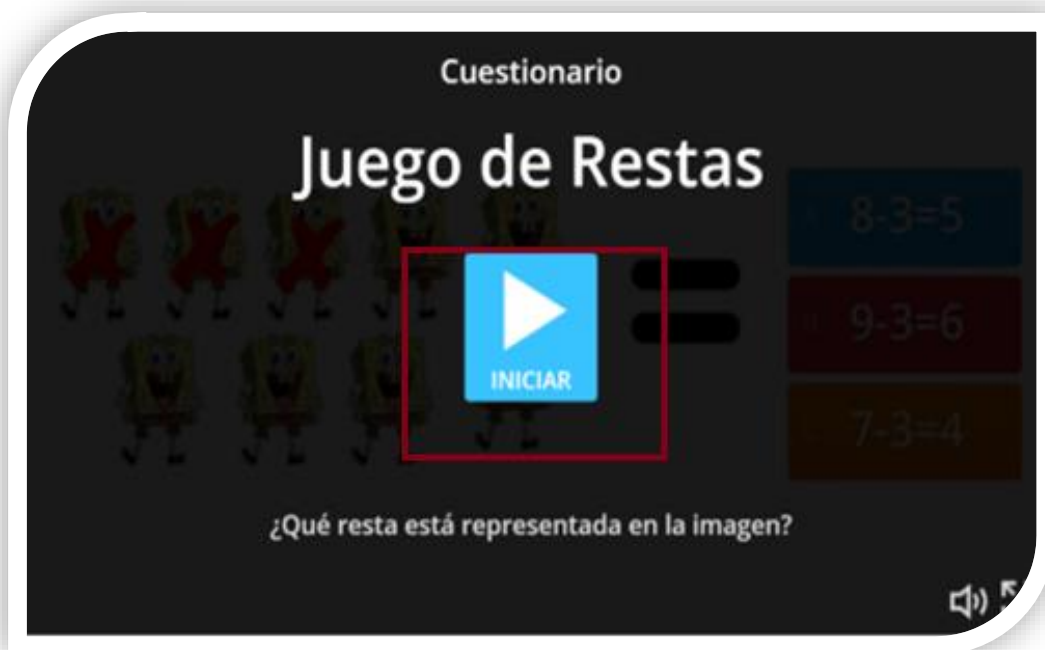 Cuestionario
Juego de Restas
8-3=5
9-3=6
7-3=4
INICIAR
¿Qué resta está representada en la imagen?